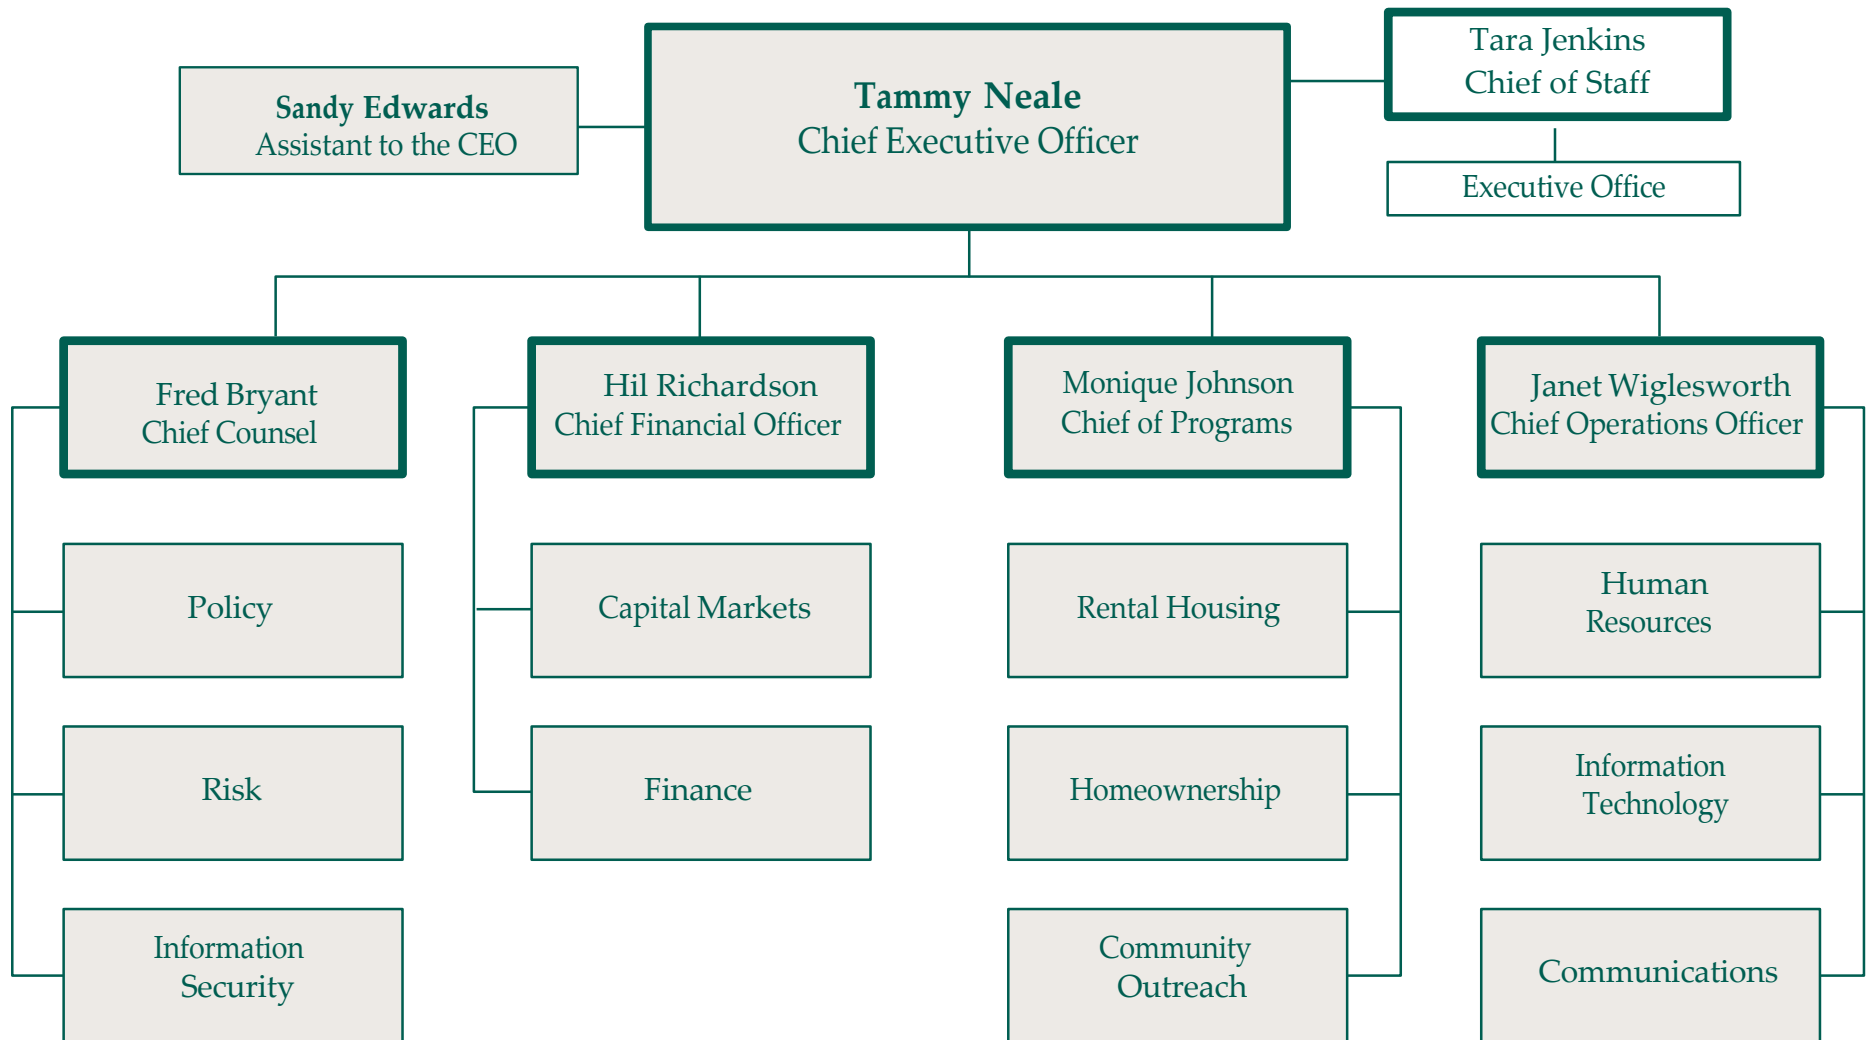 Tara Jenkins
Chief of Staff
Sandy Edwards
Assistant to the CEO
Tammy Neale
Chief Executive Officer
Executive Office
Fred Bryant
Chief Counsel
Hil Richardson
Chief Financial Officer
Monique Johnson
Chief of Programs
Janet Wiglesworth
Chief Operations Officer
Policy
Capital Markets
Rental Housing
Human
Resources
Risk
Finance
Homeownership
Information
Technology
Information
Security
Community
Outreach
Communications